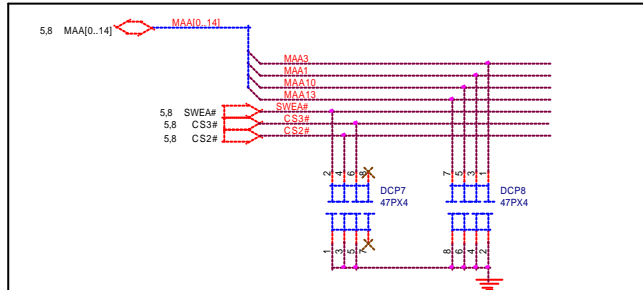 5,8 MAA[0..14] MAA[0..14]
MAA3
MAA1
MAA10
MAA13
5,8 SWEA# SWEA#
5,8 CS3# CS3#
5,8 CS2# CS2#
2 4 6 8 7 5 3 1
DCP7 DCP8
47PX4 47PX4
1 3 5 7 8 6 4 2